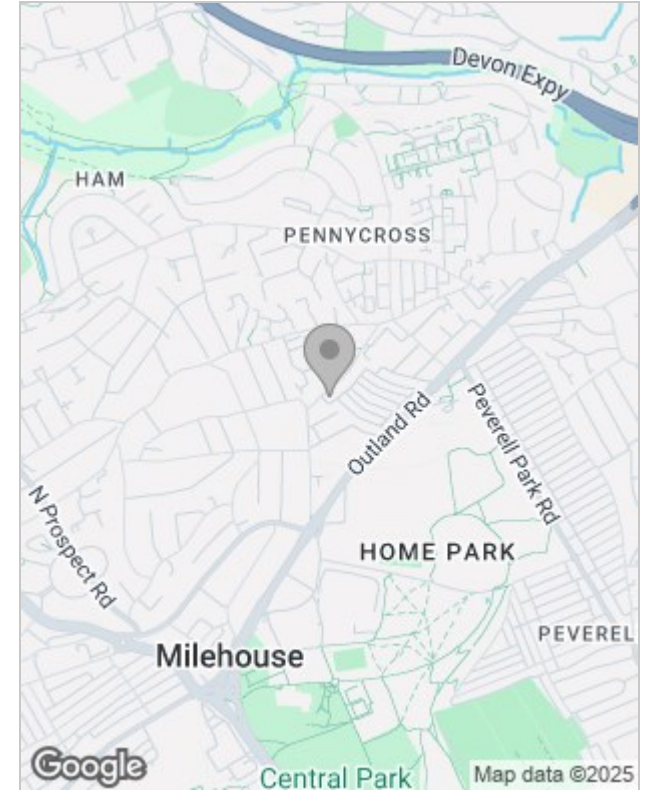 Devon Expy
HAM
PENNYCROSS
Outland Rd
Peverell Park Rd
N Prospect Rd
HOME PARK
PEVEREL
Milehouse
Central Park
Google
Map data ©2025